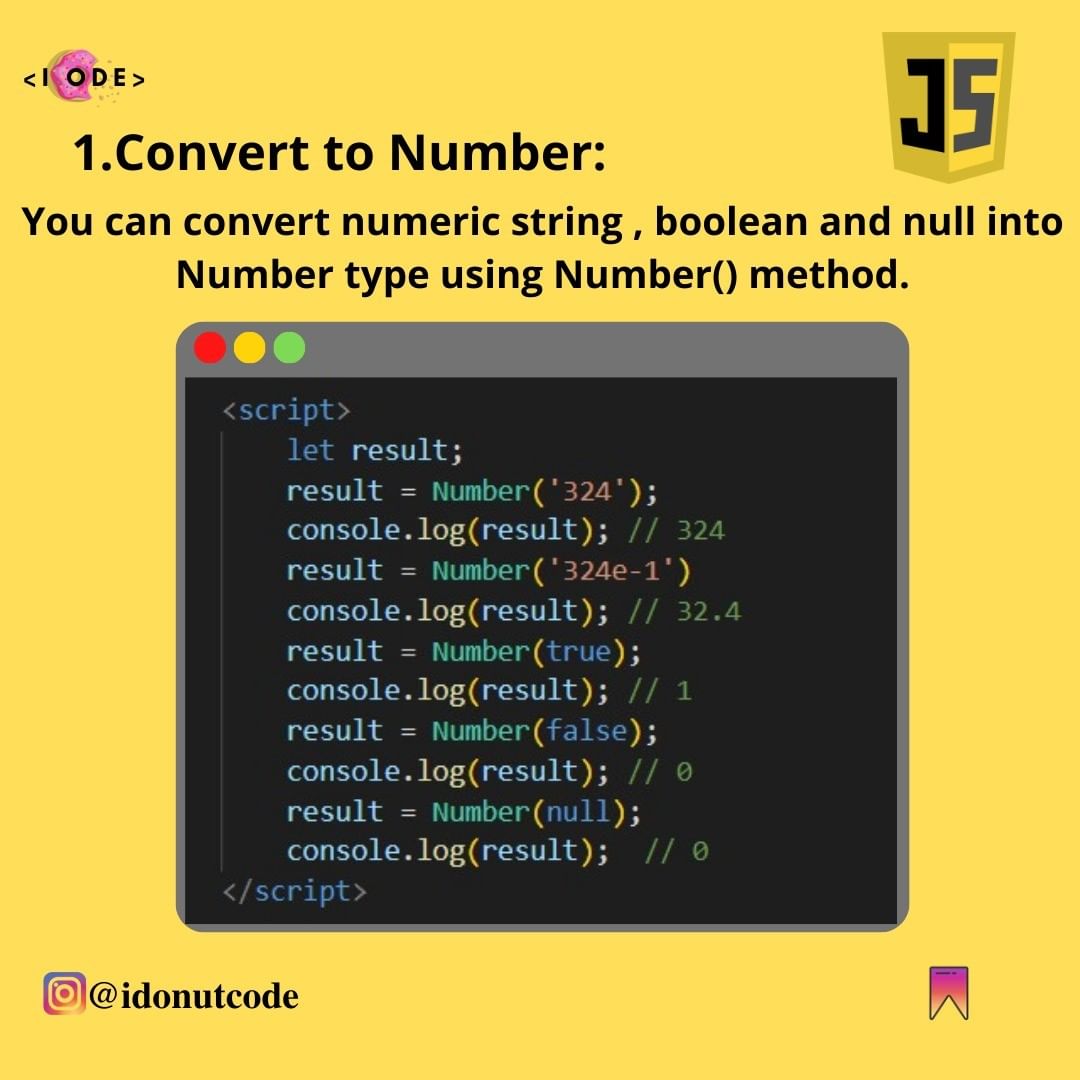 <I ODE>
JS
1.Convert to Number:
You can convert numeric string , boolean and null into
Number type using Number() method.
<script>
let result;
result = Number('324');
console.log(result); // 324
result = Number('324e-1')
console.log(result); // 32.4
result = Number(true);
console.log(result); // 1
result = Number(false);
console.log(result); // 0
result = Number(null);
console.log(result);  // 0
</script>
@idonutcode